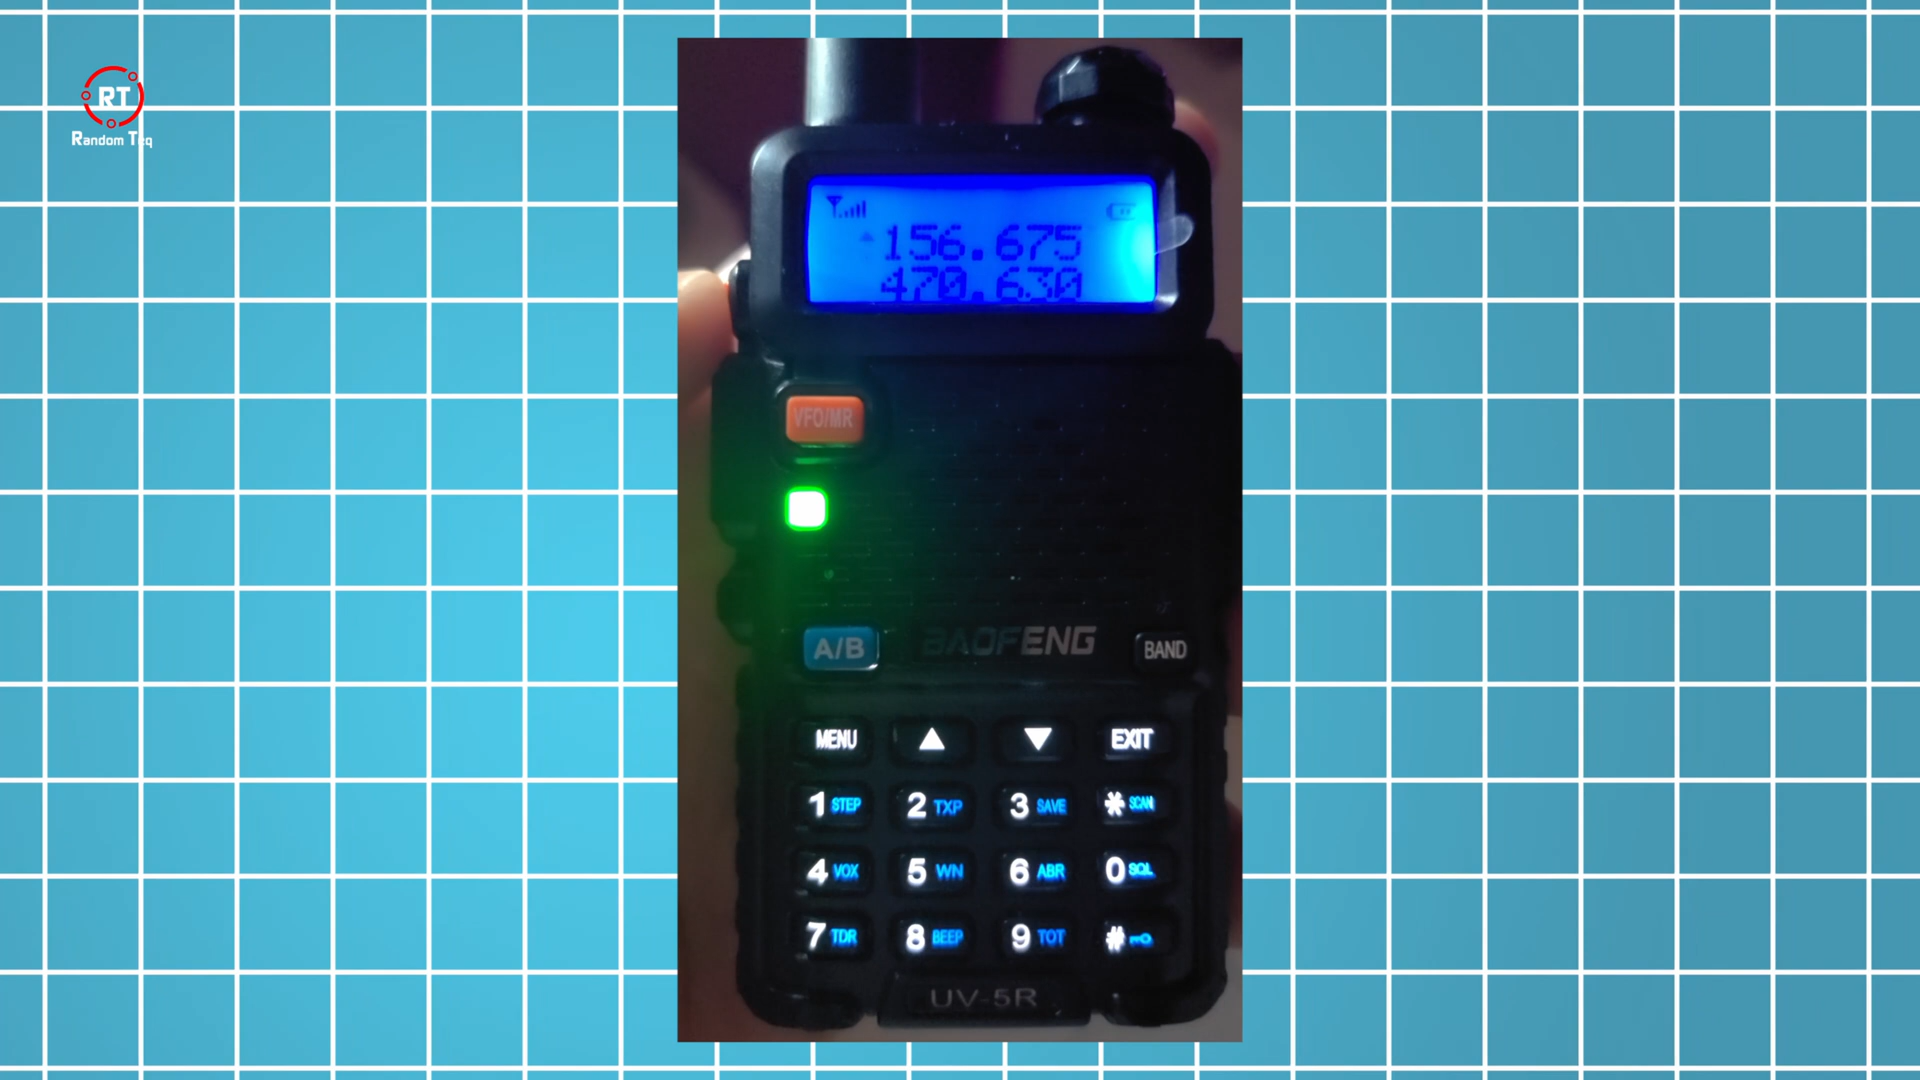 RT
Random Teq
156.675
470.630
VFO/MR
A/B
BAOFENG
BAND
MENU ▲ ▼ EXIT
1 STEP 2 TXP 3 SAVE * SCAN
4 VOX 5 WN 6 ABR 0 SQL
7 TDR 8 BEEP 9 TOT #
UV-5R